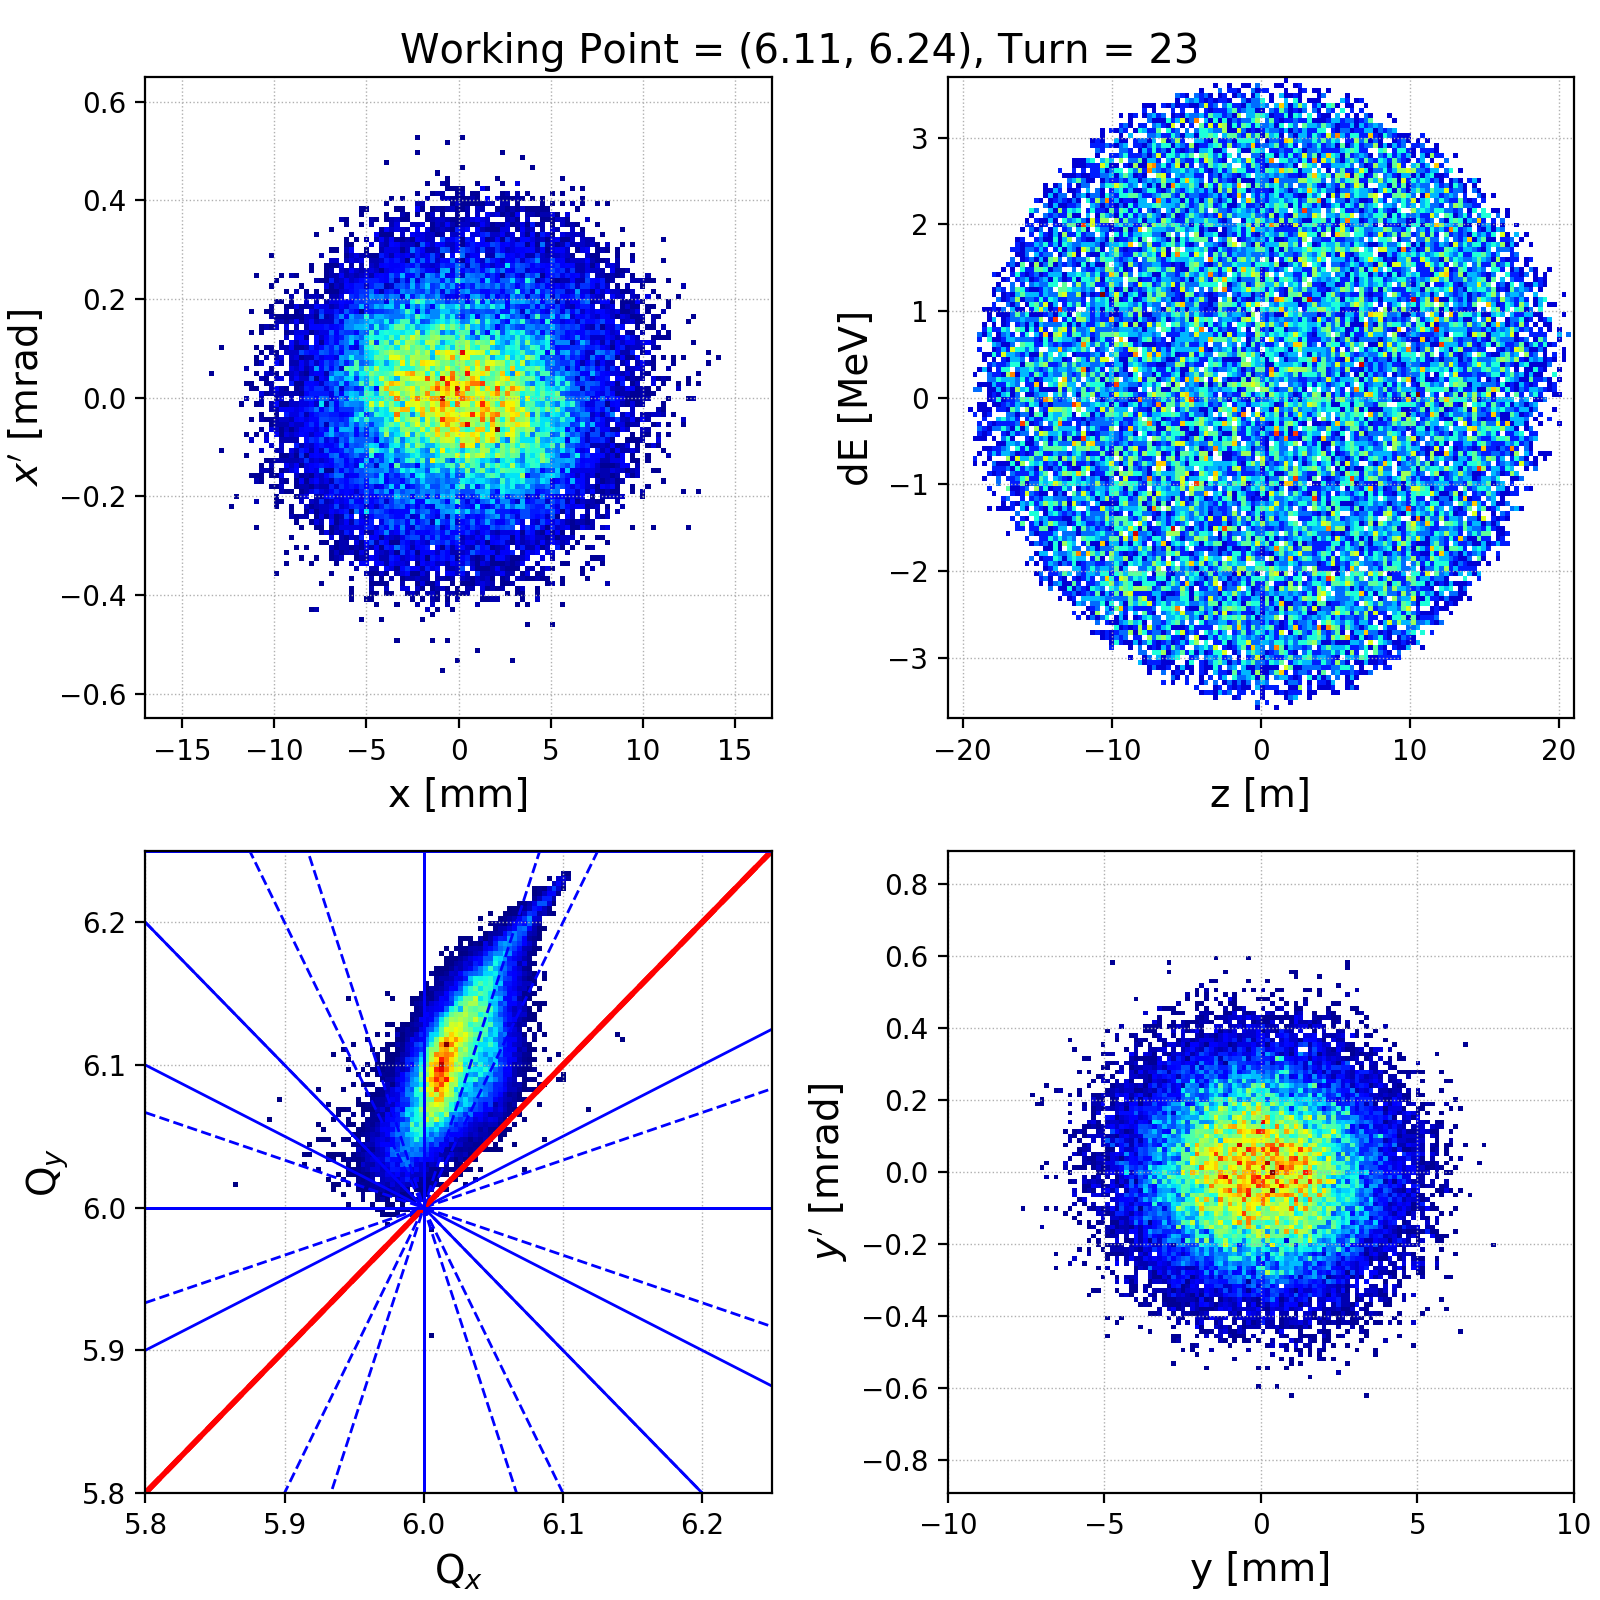 Working Point = (6.11, 6.24), Turn = 23
0.6
0.4
0.2
0.0
−0.2
−0.4
−0.6
x′ [mrad]
−15 −10 −5 0 5 10 15
x [mm]
3
2
1
0
−1
−2
−3
dE [MeV]
−20 −10 0 10 20
z [m]
6.2
6.1
6.0
5.9
5.8
Qy
5.8 5.9 6.0 6.1 6.2
Qx
0.8
0.6
0.4
0.2
0.0
−0.2
−0.4
−0.6
−0.8
y′ [mrad]
−10 −5 0 5 10
y [mm]